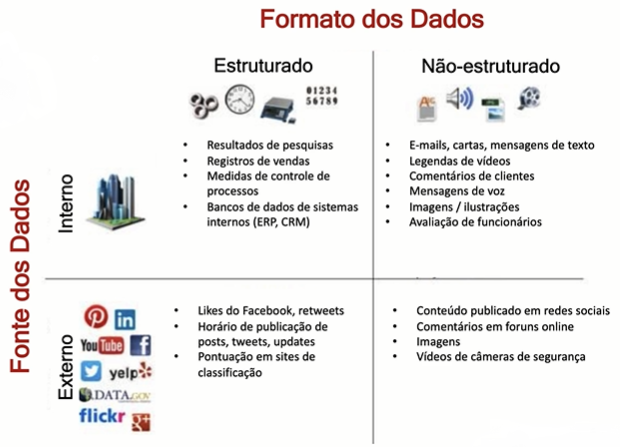 Formato dos Dados
Estruturado
Não-estruturado
01234
56789
Fonte dos Dados
Interno
• Resultados de pesquisas
• Registros de vendas
• Medidas de controle de
processos
• Bancos de dados de sistemas
internos (ERP, CRM)
• E-mails, cartas, mensagens de texto
• Legendas de vídeos
• Comentários de clientes
• Mensagens de voz
• Imagens / ilustrações
• Avaliação de funcionários
Externo
in
YouTube
f
yelp
DATA.GOV
flickr
g+
• Likes do Facebook, retweets
• Horário de publicação de
posts, tweets, updates
• Pontuação em sites de
classificação
• Conteúdo publicado em redes sociais
• Comentários em foruns online
• Imagens
• Vídeos de câmeras de segurança